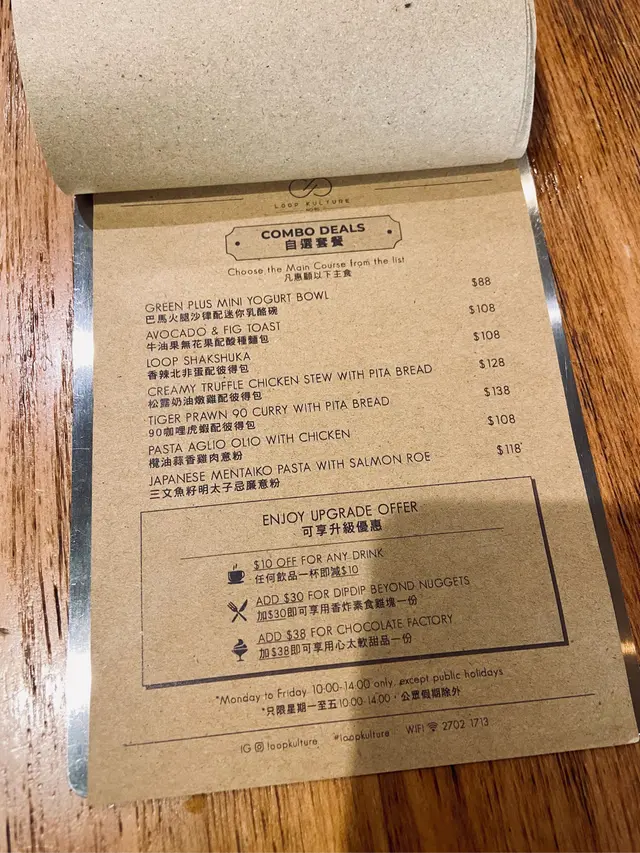 LOOP KULTURE
COMBO DEALS
自選套餐
Choose the Main Course from the list
凡惠顧以下主食
GREEN PLUS MINI YOGURT BOWL $88
巴馬火腿沙律配迷你乳酪碗
AVOCADO & FIG TOAST $108
牛油果無花果配酸種麵包
LOOP SHAKSHUKA $108
香辣北非蛋配彼得包
CREAMY TRUFFLE CHICKEN STEW WITH PITA BREAD $128
松露奶油燉雞配彼得包
TIGER PRAWN 90 CURRY WITH PITA BREAD $138
90咖哩虎蝦配彼得包
PASTA AGLIO OLIO WITH CHICKEN $108
欖油蒜香雞肉意粉
JAPANESE MENTAIKO PASTA WITH SALMON ROE $118
三文魚籽明太子忌廉意粉
ENJOY UPGRADE OFFER
可享升級優惠
$10 OFF FOR ANY DRINK
任何飲品一杯即減$10
ADD $30 FOR DIPDIP BEYOND NUGGETS
加$30即可享用香炸素食雞塊一份
ADD $38 FOR CHOCOLATE FACTORY
加$38即可享用心太軟甜品一份
*Monday to Friday 10:00-14:00 only, except public holidays
*只限星期一至五10:00-14:00，公眾假期除外
IG loopkulture #loopkulture WIFI 2702 1713